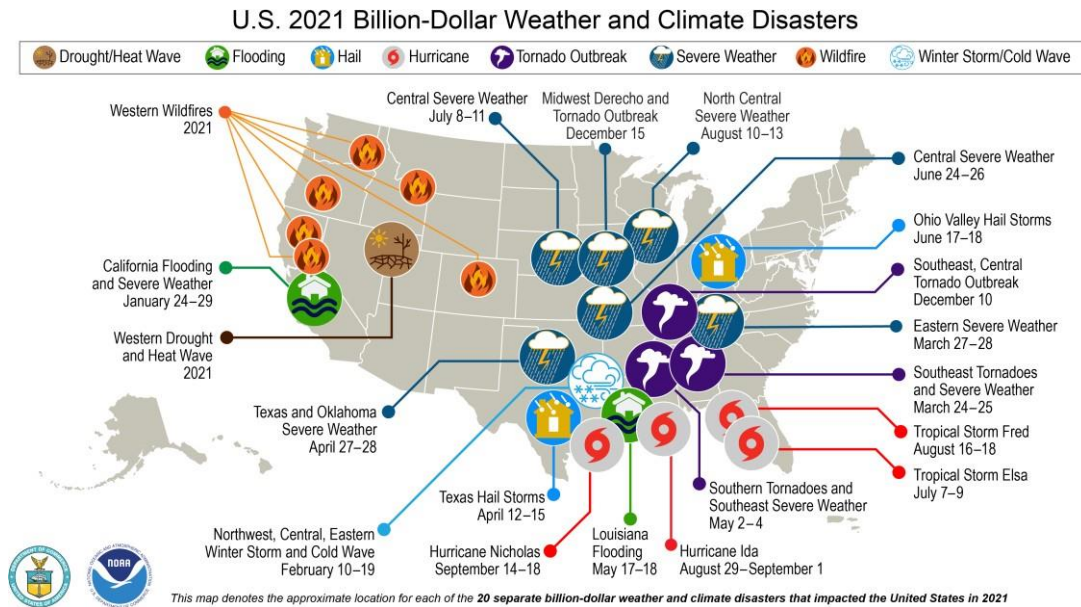 U.S. 2021 Billion-Dollar Weather and Climate Disasters
Drought/Heat Wave
Flooding
Hail
Hurricane
Tornado Outbreak
Severe Weather
Wildfire
Winter Storm/Cold Wave
Western Wildfires
2021
Central Severe Weather
July 8–11
Midwest Derecho and
Tornado Outbreak
December 15
North Central
Severe Weather
August 10–13
Central Severe Weather
June 24–26
Ohio Valley Hail Storms
June 17–18
California Flooding
and Severe Weather
January 24–29
Southeast, Central
Tornado Outbreak
December 10
Western Drought
and Heat Wave
2021
Eastern Severe Weather
March 27–28
Southeast Tornadoes
and Severe Weather
March 24–25
Texas and Oklahoma
Severe Weather
April 27–28
Tropical Storm Fred
August 16–18
Tropical Storm Elsa
July 7–9
Texas Hail Storms
April 12–15
Southern Tornadoes and
Southeast Severe Weather
May 2–4
Northwest, Central, Eastern
Winter Storm and Cold Wave
February 10–19
Hurricane Nicholas
September 14–18
Louisiana
Flooding
May 17–18
Hurricane Ida
August 29–September 1
NOAA
This map denotes the approximate location for each of the 20 separate billion-dollar weather and climate disasters that impacted the United States in 2021